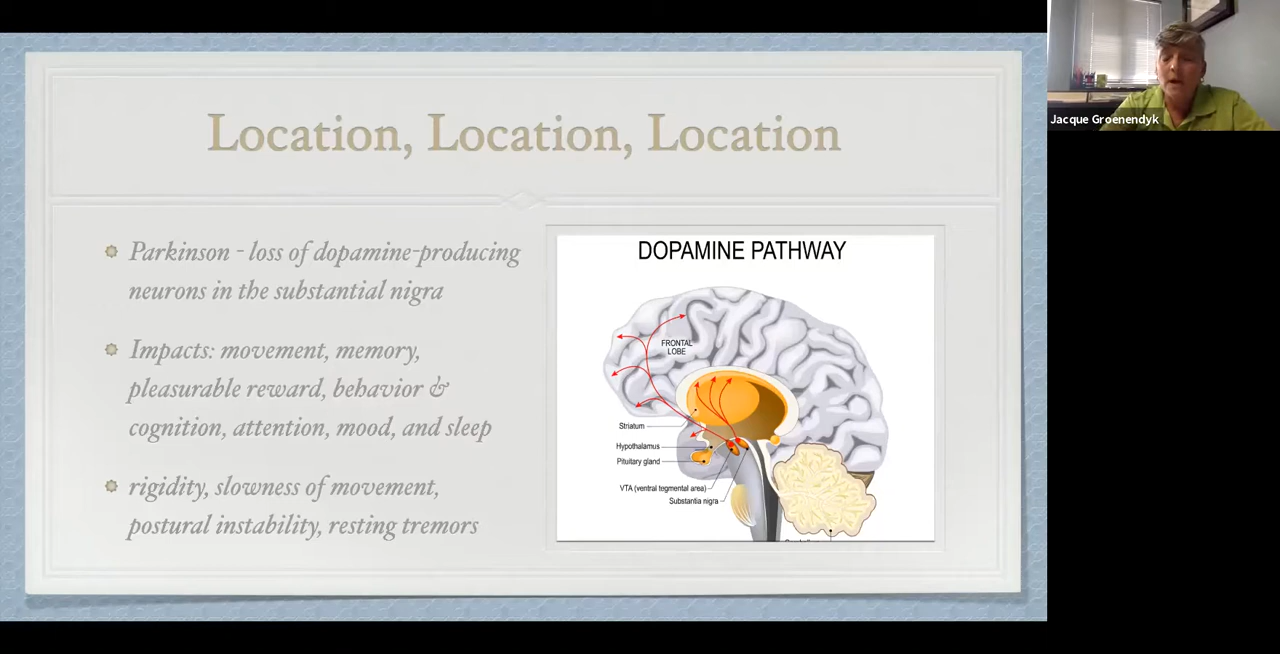 Location, Location, Location
Parkinson - loss of dopamine-producing
neurons in the substantial nigra
Impacts: movement, memory,
pleasurable reward, behavior &
cognition, attention, mood, and sleep
rigidity, slowness of movement,
postural instability, resting tremors
DOPAMINE PATHWAY
FRONTAL
LOBE
Striatum
Hypothalamus
Pituitary gland
VTA (ventral tegmental area)
Substantia nigra
Jacque Groenendyk